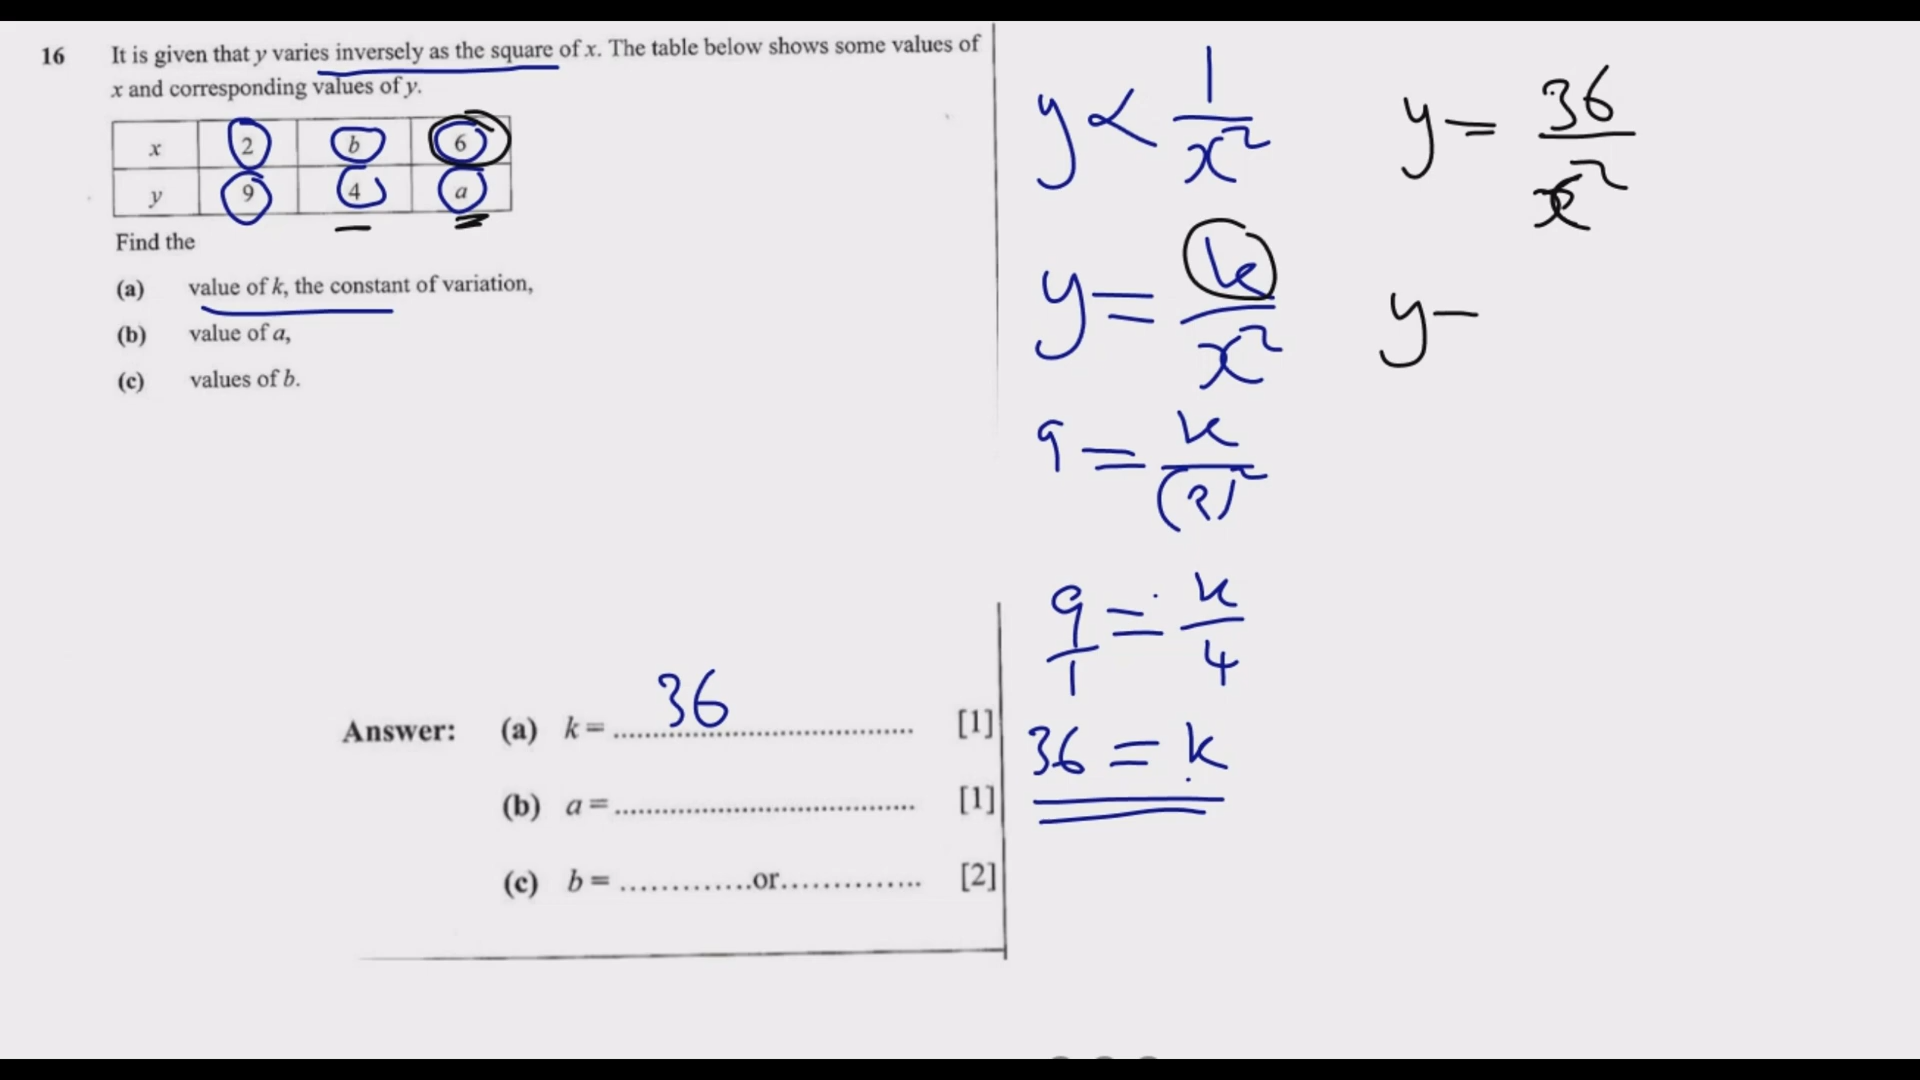 16 It is given that y varies inversely as the square of x. The table below shows some values of
x and corresponding values of y.
x 2 b 6
y 9 4 a
Find the
(a) value of k, the constant of variation,
(b) value of a,
(c) values of b.
Answer: (a) k = 36 [1]
(b) a = [1]
(c) b = ..............or.............. [2]
y ∝ 1/x²
y = k/x²
9 = k/(2)²
9/1 = k/4
36 = k
y = 36/x²
y –